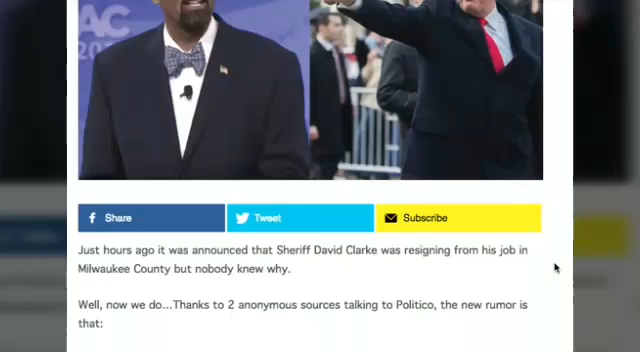 AC
20
Share
Tweet
Subscribe
Just hours ago it was announced that Sheriff David Clarke was resigning from his job in
Milwaukee County but nobody knew why.
Well, now we do...Thanks to 2 anonymous sources talking to Politico, the new rumor is
that: